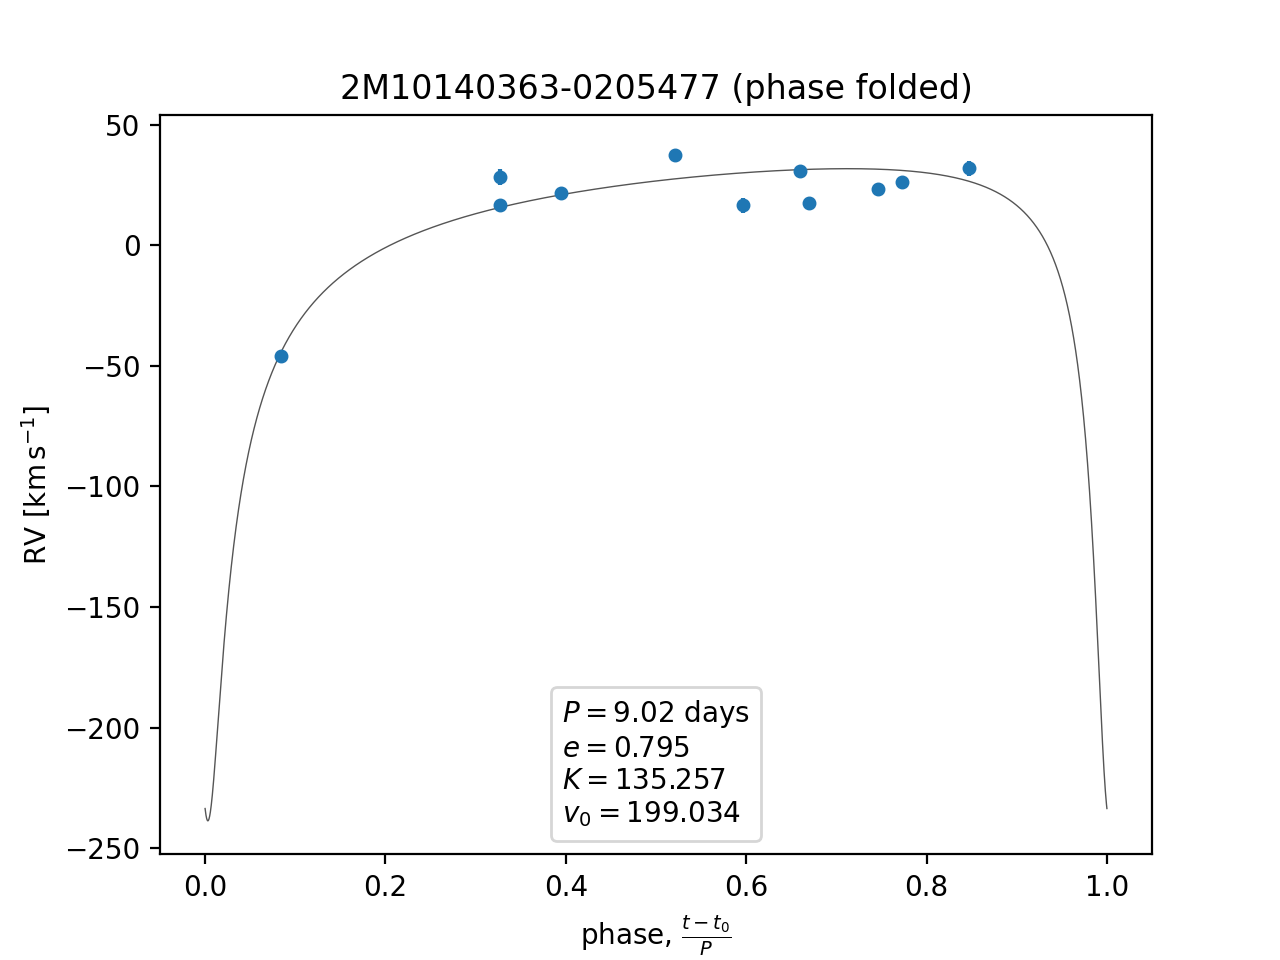 2M10140363-0205477 (phase folded)
50
0
−50
−100
−150
−200
−250
RV [km s⁻¹]
P = 9.02 days
e = 0.795
K = 135.257
v₀ = 199.034
0.0 0.2 0.4 0.6 0.8 1.0
phase, (t − t₀)/P